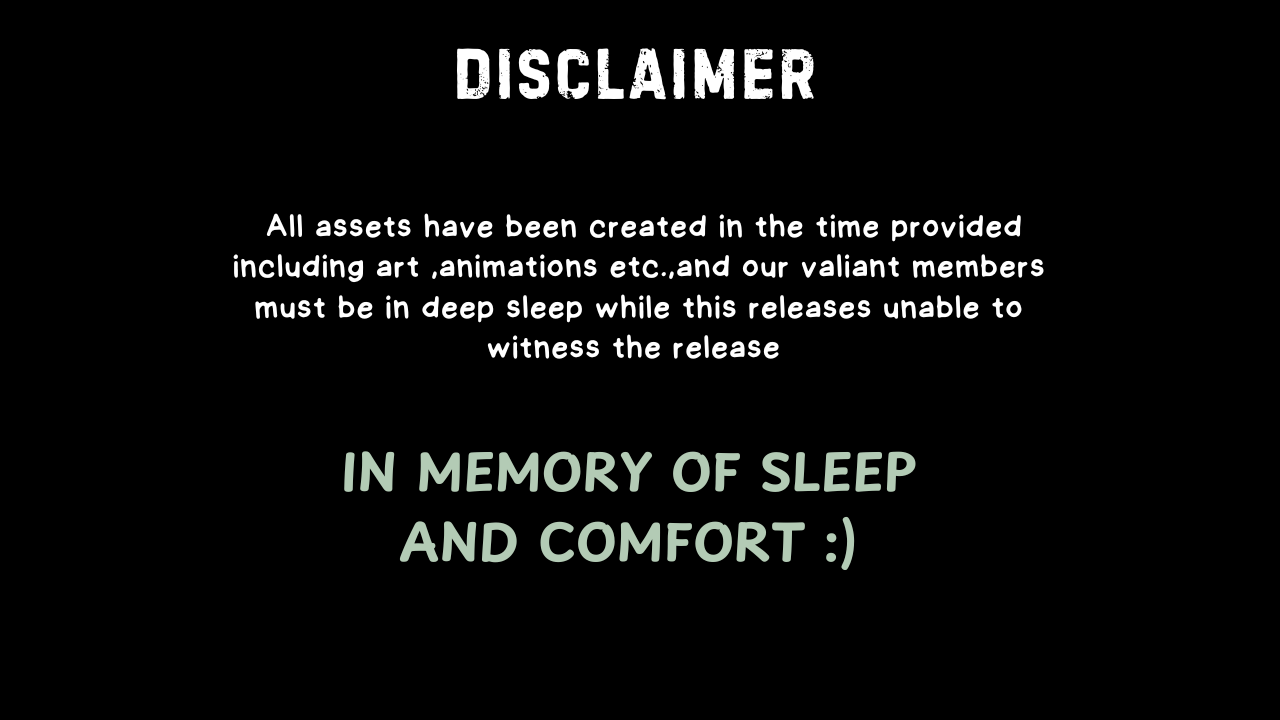 DISCLAIMER
All assets have been created in the time provided
including art ,animations etc.,and our valiant members
must be in deep sleep while this releases unable to
witness the release
IN MEMORY OF SLEEP
AND COMFORT :)